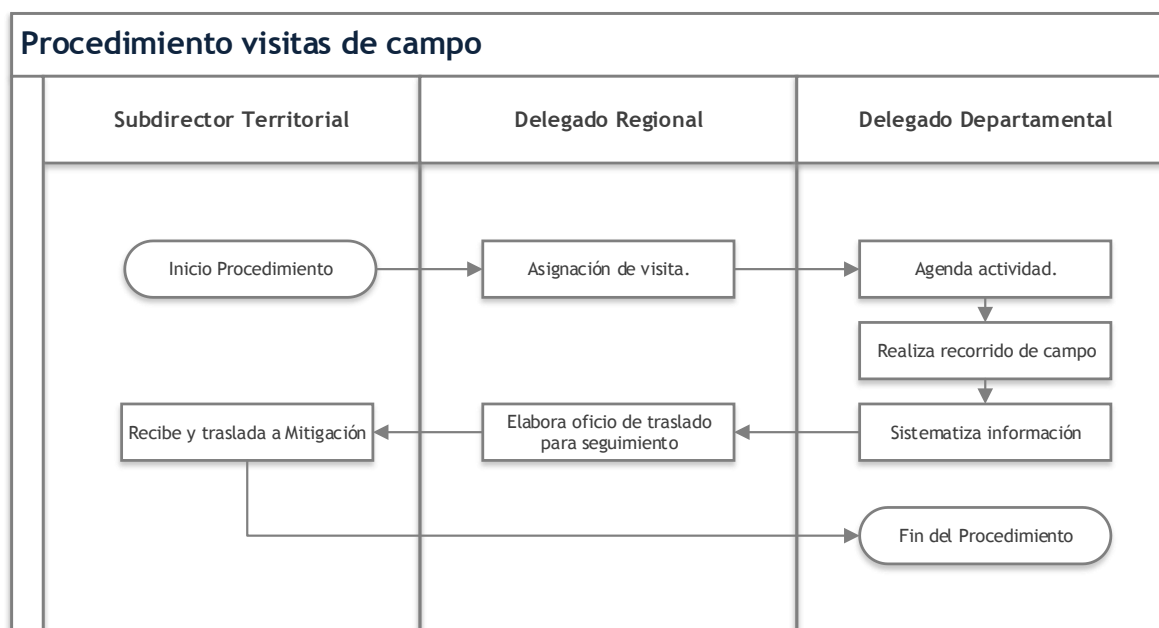 Procedimiento visitas de campo
Subdirector Territorial
Delegado Regional
Delegado Departamental
Inicio Procedimiento
Asignación de visita.
Agenda actividad.
Realiza recorrido de campo
Recibe y traslada a Mitigación
Elabora oficio de traslado
para seguimiento
Sistematiza información
Fin del Procedimiento